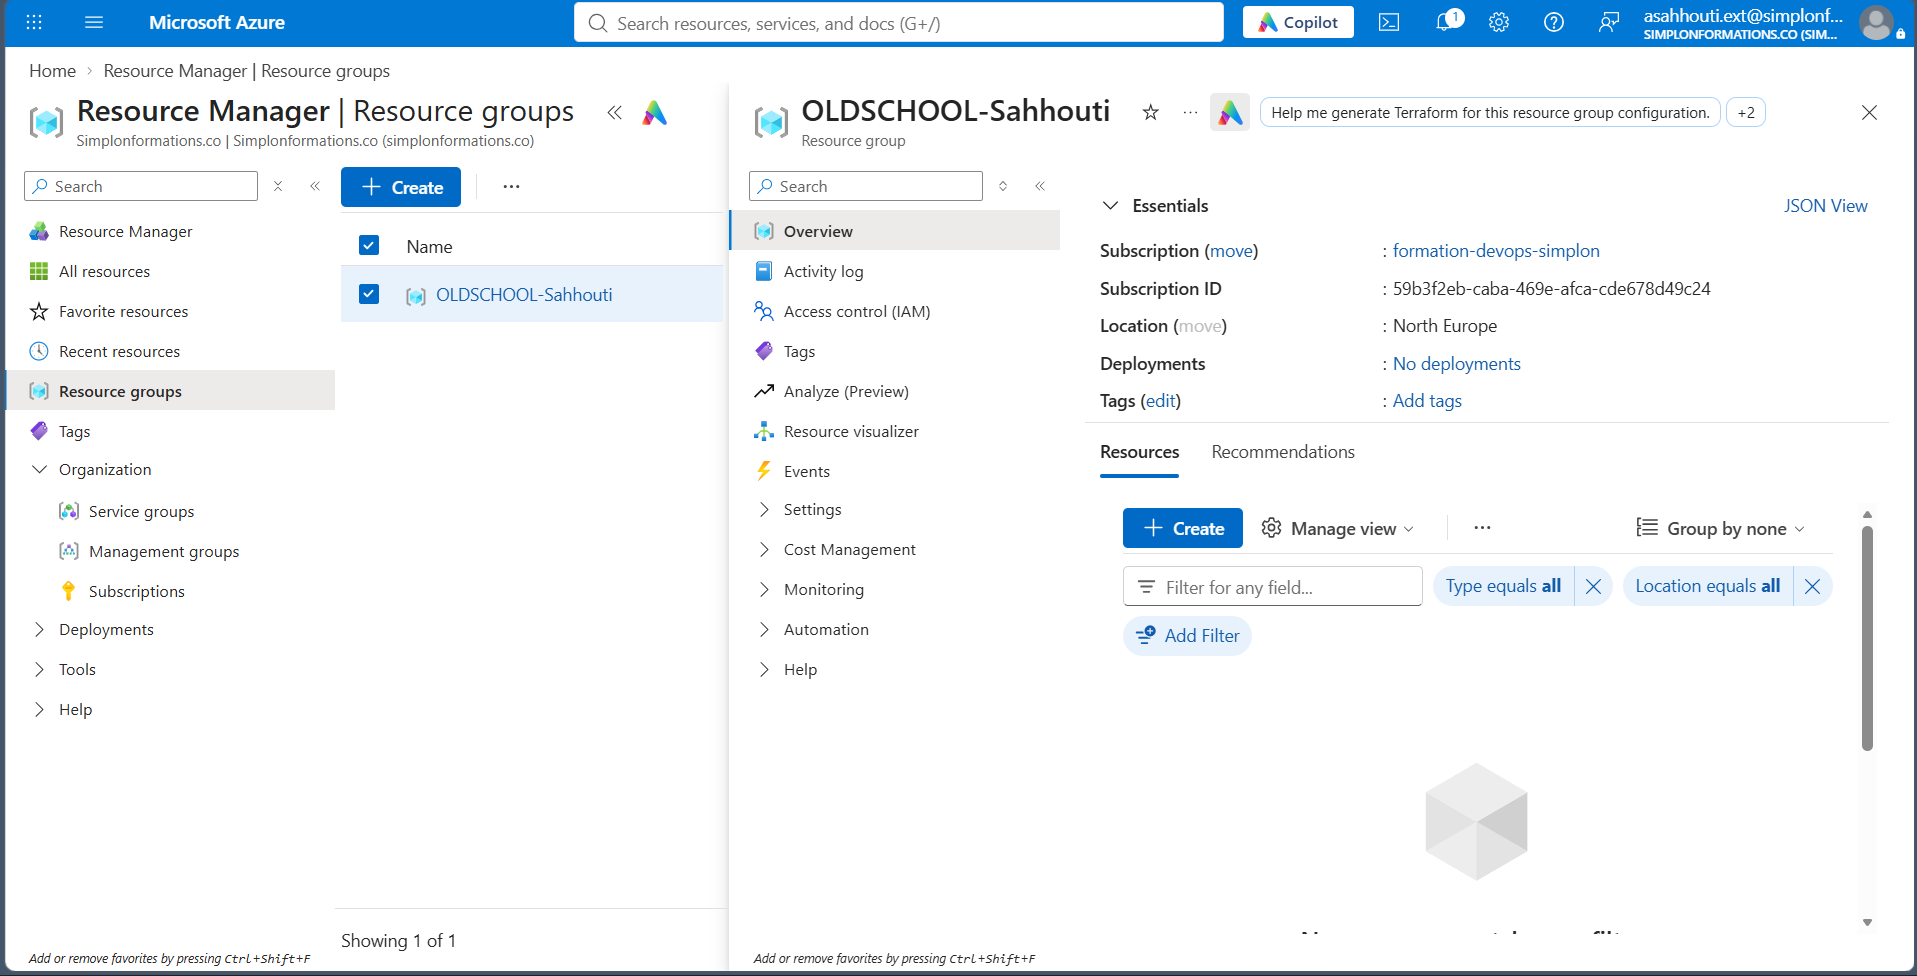 Microsoft Azure
Search resources, services, and docs (G+/)
Copilot
1
asahhouti.ext@simplonf...
SIMPLONFORMATIONS.CO (SIM...
Home > Resource Manager | Resource groups
Resource Manager | Resource groups
Simplonformations.co | Simplonformations.co (simplonformations.co)
Search
Resource Manager
All resources
Favorite resources
Recent resources
Resource groups
Tags
Organization
Service groups
Management groups
Subscriptions
Deployments
Tools
Help
Add or remove favorites by pressing Ctrl+Shift+F
+ Create
...
Name
OLDSCHOOL-Sahhouti
Showing 1 of 1
OLDSCHOOL-Sahhouti
Resource group
...
Help me generate Terraform for this resource group configuration.
+2
Search
Overview
Activity log
Access control (IAM)
Tags
Analyze (Preview)
Resource visualizer
Events
Settings
Cost Management
Monitoring
Automation
Help
Add or remove favorites by pressing Ctrl+Shift+F
Essentials
JSON View
Subscription (move) : formation-devops-simplon
Subscription ID : 59b3f2eb-caba-469e-afca-cde678d49c24
Location (move) : North Europe
Deployments : No deployments
Tags (edit) : Add tags
Resources Recommendations
+ Create Manage view ... Group by none
Filter for any field... Type equals all Location equals all
Add Filter